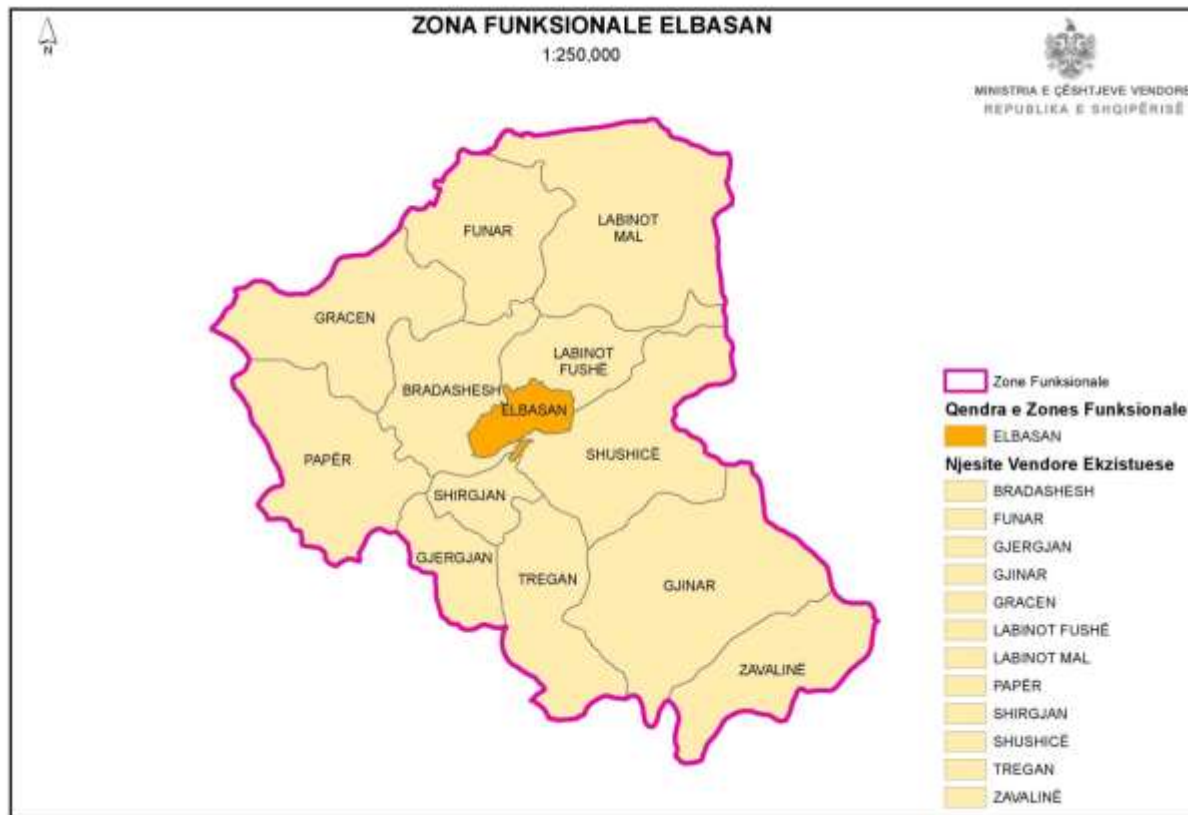 ZONA FUNKSIONALE ELBASAN
1:250,000
N
MINISTRIA E ÇËSHTJEVE VENDORE
REPUBLIKA E SHQIPËRISË
FUNAR
LABINOT
MAL
GRACEN
LABINOT
FUSHË
BRADASHESH
ELBASAN
PAPËR
SHUSHICË
SHIRGJAN
GJERGJAN
TREGAN
GJINAR
ZAVALINË
Zone Funksionale
Qendra e Zones Funksionale
ELBASAN
Njesite Vendore Ekzistuese
BRADASHESH
FUNAR
GJERGJAN
GJINAR
GRACEN
LABINOT FUSHË
LABINOT MAL
PAPËR
SHIRGJAN
SHUSHICË
TREGAN
ZAVALINË